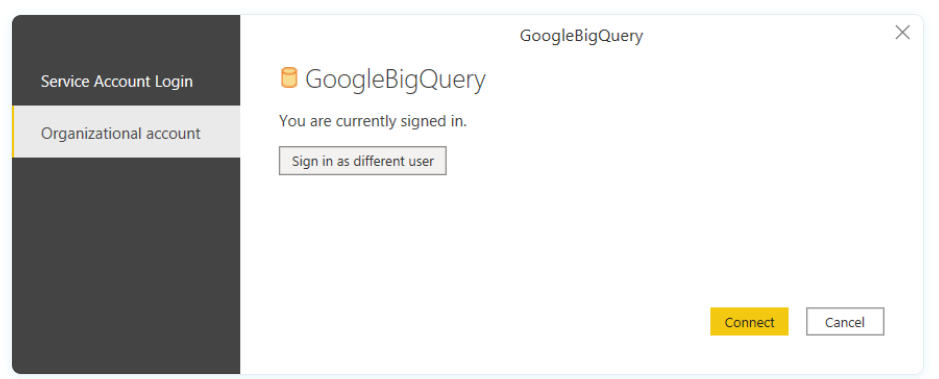 GoogleBigQuery
Service Account Login
Organizational account
GoogleBigQuery
You are currently signed in.
Sign in as different user
Connect
Cancel